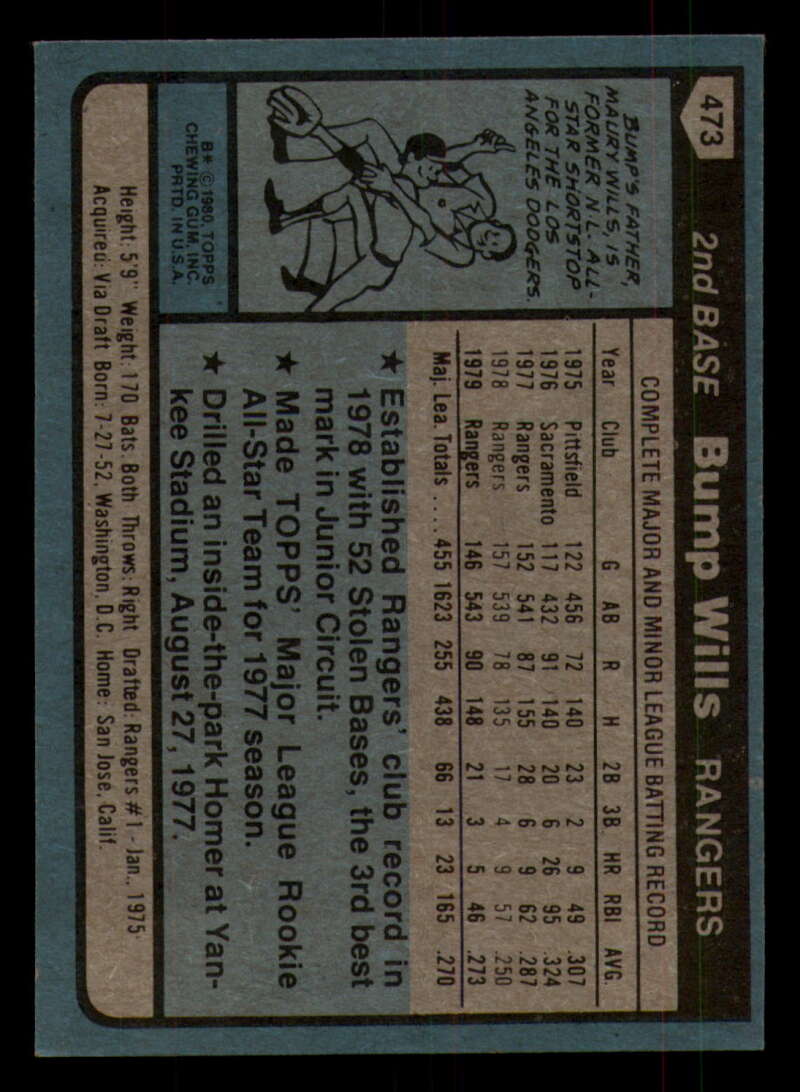 473
2nd BASE Bump Wills RANGERS
BUMP'S FATHER,
MAURY WILLS, IS
FORMER N.L. ALL-
STAR SHORTSTOP
FOR THE LOS
ANGELES DODGERS.
B* © 1980, TOPPS
CHEWING GUM, INC.
PRTD. IN U.S.A.
COMPLETE MAJOR AND MINOR LEAGUE BATTING RECORD
Year Club G AB R H 2B 3B HR RBI AVG.
1975 Pittsfield 122 456 72 140 23 2 9 49 .307
1976 Sacramento 117 432 91 140 20 6 26 95 .324
1977 Rangers 152 541 87 155 28 6 9 62 .287
1978 Rangers 157 539 78 135 17 4 9 57 .250
1979 Rangers 146 543 90 148 21 3 5 46 .273
Maj. Lea. Totals .... 455 1623 255 438 66 13 23 165 .270
★ Established Rangers' club record in
1978 with 52 Stolen Bases, the 3rd best
mark in Junior Circuit.
★ Made TOPPS' Major League Rookie
All-Star Team for 1977 season.
★ Drilled an inside-the-park Homer at Yan-
kee Stadium, August 27, 1977.
Height: 5'9" Weight: 170 Bats: Both Throws: Right Drafted: Rangers #1-Jan., 1975
Acquired: Via Draft Born: 7-27-52, Washington, D.C. Home: San Jose, Calif.